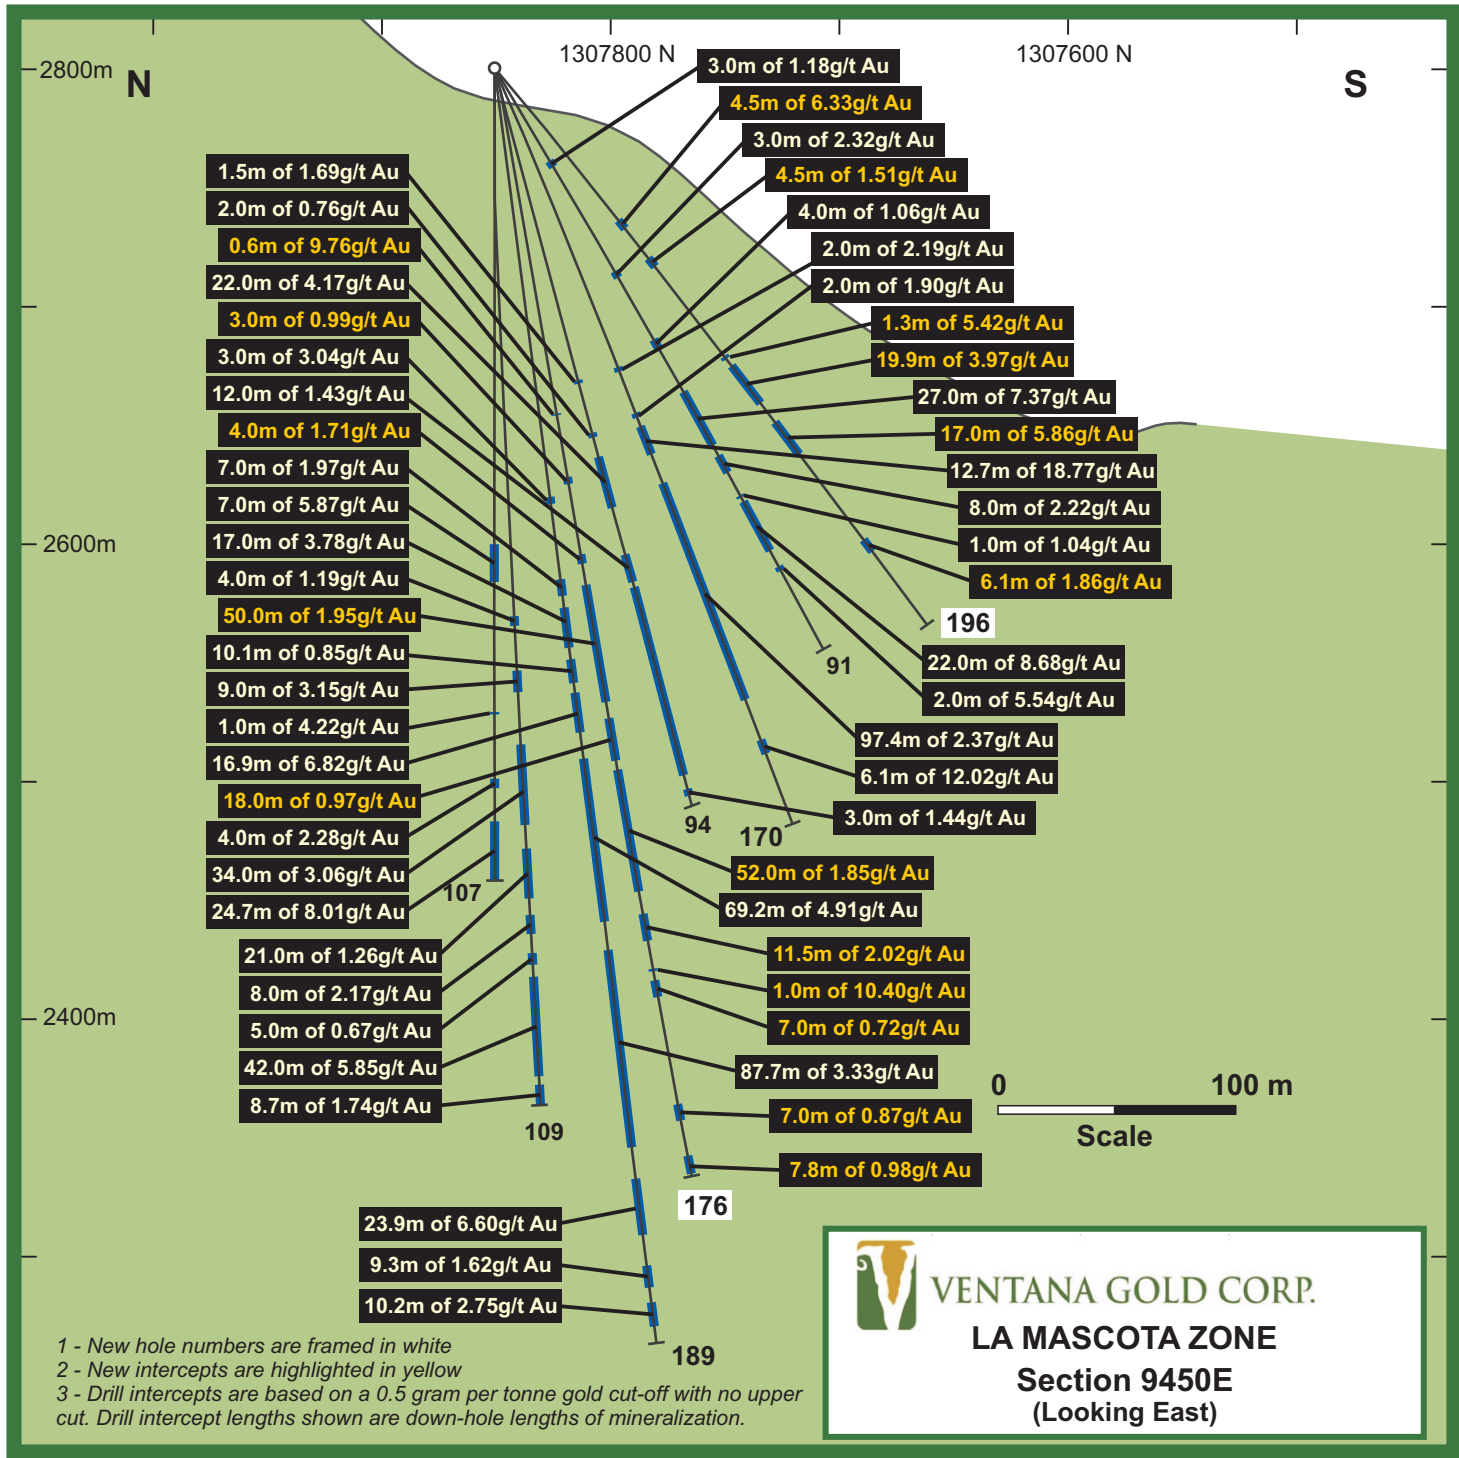 1307800 N
1307600 N
2800m
N
S
3.0m of 1.18g/t Au
4.5m of 6.33g/t Au
3.0m of 2.32g/t Au
4.5m of 1.51g/t Au
4.0m of 1.06g/t Au
2.0m of 2.19g/t Au
2.0m of 1.90g/t Au
1.3m of 5.42g/t Au
19.9m of 3.97g/t Au
27.0m of 7.37g/t Au
17.0m of 5.86g/t Au
12.7m of 18.77g/t Au
8.0m of 2.22g/t Au
1.0m of 1.04g/t Au
6.1m of 1.86g/t Au
196
91
22.0m of 8.68g/t Au
2.0m of 5.54g/t Au
97.4m of 2.37g/t Au
6.1m of 12.02g/t Au
3.0m of 1.44g/t Au
94
170
1.5m of 1.69g/t Au
2.0m of 0.76g/t Au
0.6m of 9.76g/t Au
22.0m of 4.17g/t Au
3.0m of 0.99g/t Au
3.0m of 3.04g/t Au
12.0m of 1.43g/t Au
4.0m of 1.71g/t Au
7.0m of 1.97g/t Au
7.0m of 5.87g/t Au
17.0m of 3.78g/t Au
2600m
4.0m of 1.19g/t Au
50.0m of 1.95g/t Au
10.1m of 0.85g/t Au
9.0m of 3.15g/t Au
1.0m of 4.22g/t Au
16.9m of 6.82g/t Au
18.0m of 0.97g/t Au
4.0m of 2.28g/t Au
34.0m of 3.06g/t Au
24.7m of 8.01g/t Au
107
21.0m of 1.26g/t Au
8.0m of 2.17g/t Au
5.0m of 0.67g/t Au
42.0m of 5.85g/t Au
8.7m of 1.74g/t Au
2400m
109
52.0m of 1.85g/t Au
69.2m of 4.91g/t Au
11.5m of 2.02g/t Au
1.0m of 10.40g/t Au
7.0m of 0.72g/t Au
87.7m of 3.33g/t Au
7.0m of 0.87g/t Au
7.8m of 0.98g/t Au
176
0 100 m
Scale
23.9m of 6.60g/t Au
9.3m of 1.62g/t Au
10.2m of 2.75g/t Au
189
1 - New hole numbers are framed in white
2 - New intercepts are highlighted in yellow
3 - Drill intercepts are based on a 0.5 gram per tonne gold cut-off with no upper
cut. Drill intercept lengths shown are down-hole lengths of mineralization.
VENTANA GOLD CORP.
LA MASCOTA ZONE
Section 9450E
(Looking East)